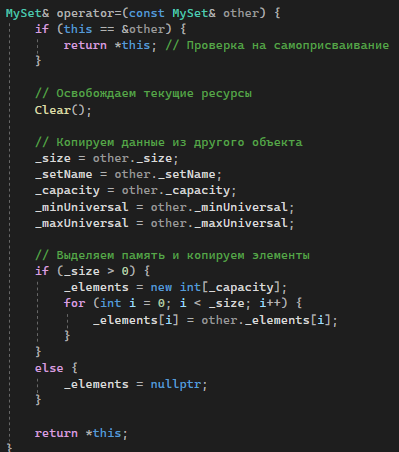 MySet& operator=(const MySet& other) {
    if (this == &other) {
        return *this; // Проверка на самоприсваивание
    }

    // Освобождаем текущие ресурсы
    Clear();

    // Копируем данные из другого объекта
    _size = other._size;
    _setName = other._setName;
    _capacity = other._capacity;
    _minUniversal = other._minUniversal;
    _maxUniversal = other._maxUniversal;

    // Выделяем память и копируем элементы
    if (_size > 0) {
        _elements = new int[_capacity];
        for (int i = 0; i < _size; i++) {
            _elements[i] = other._elements[i];
        }
    }
    else {
        _elements = nullptr;
    }

    return *this;
}